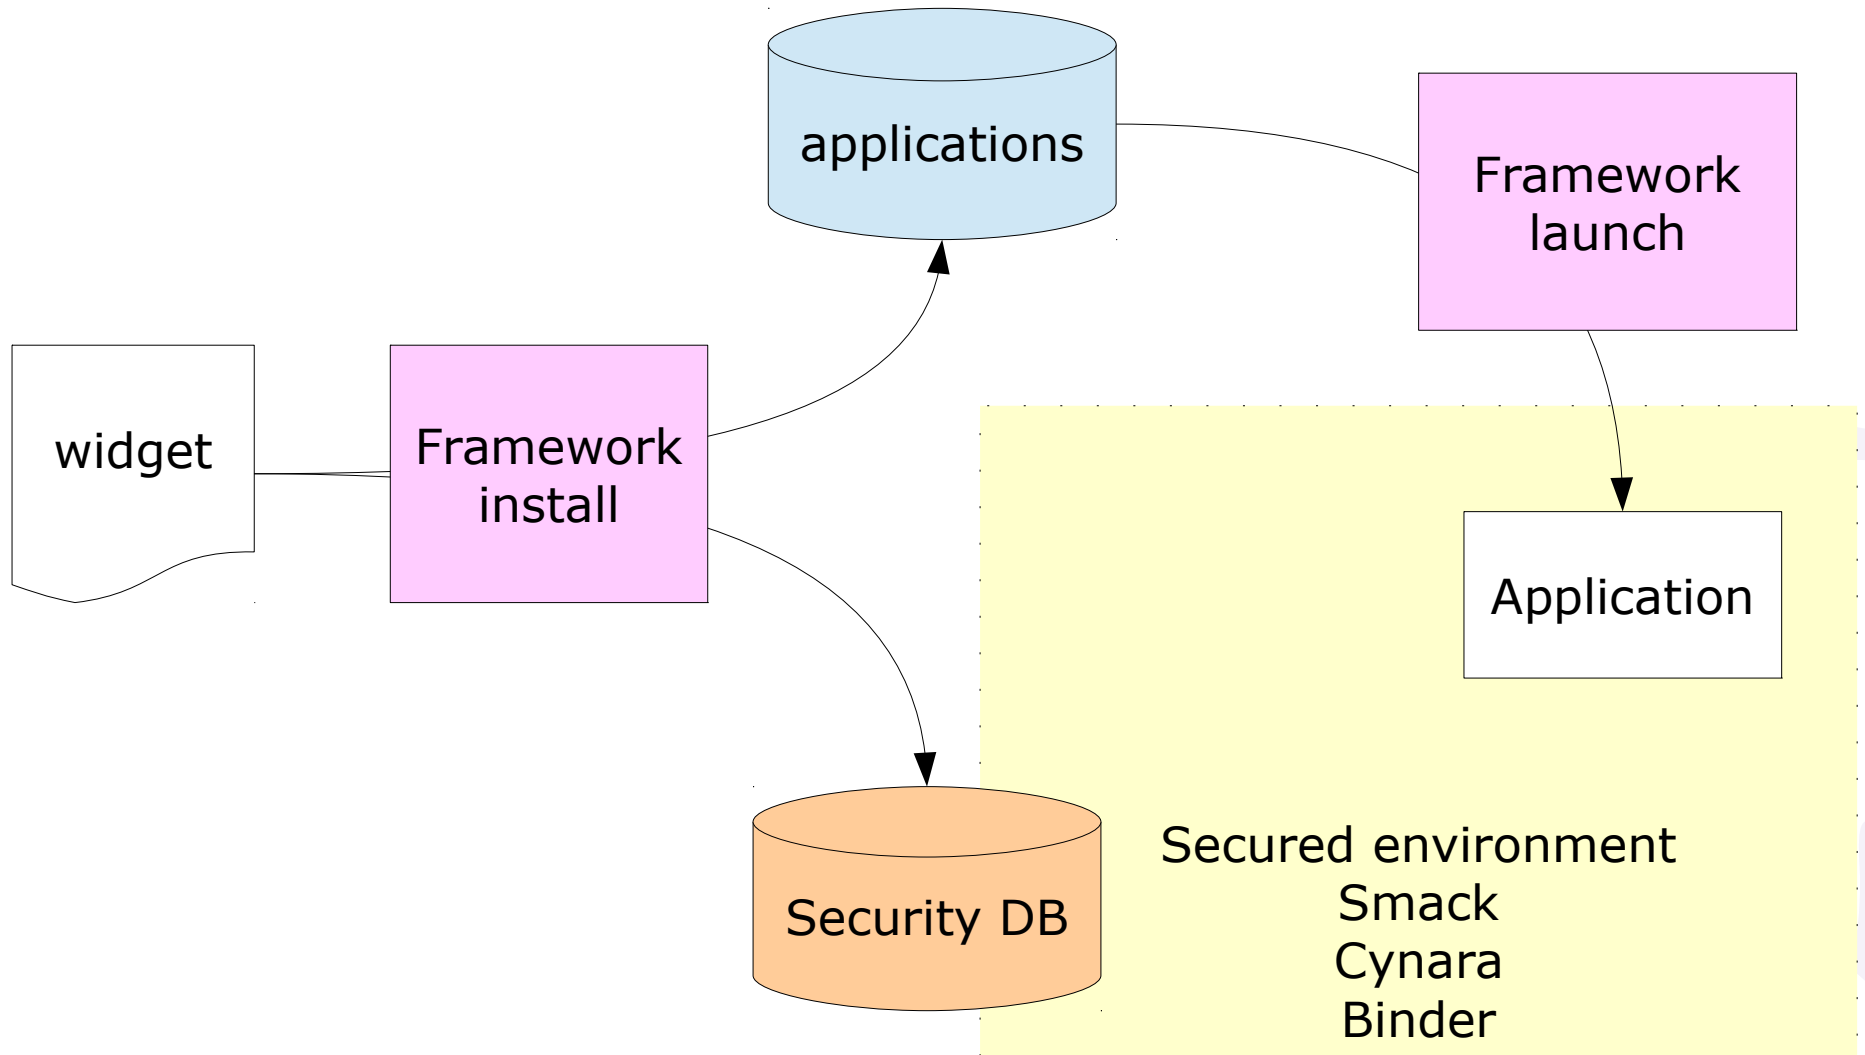 applications
Framework
launch
widget
Framework
install
Application
Security DB
Secured environment
Smack
Cynara
Binder